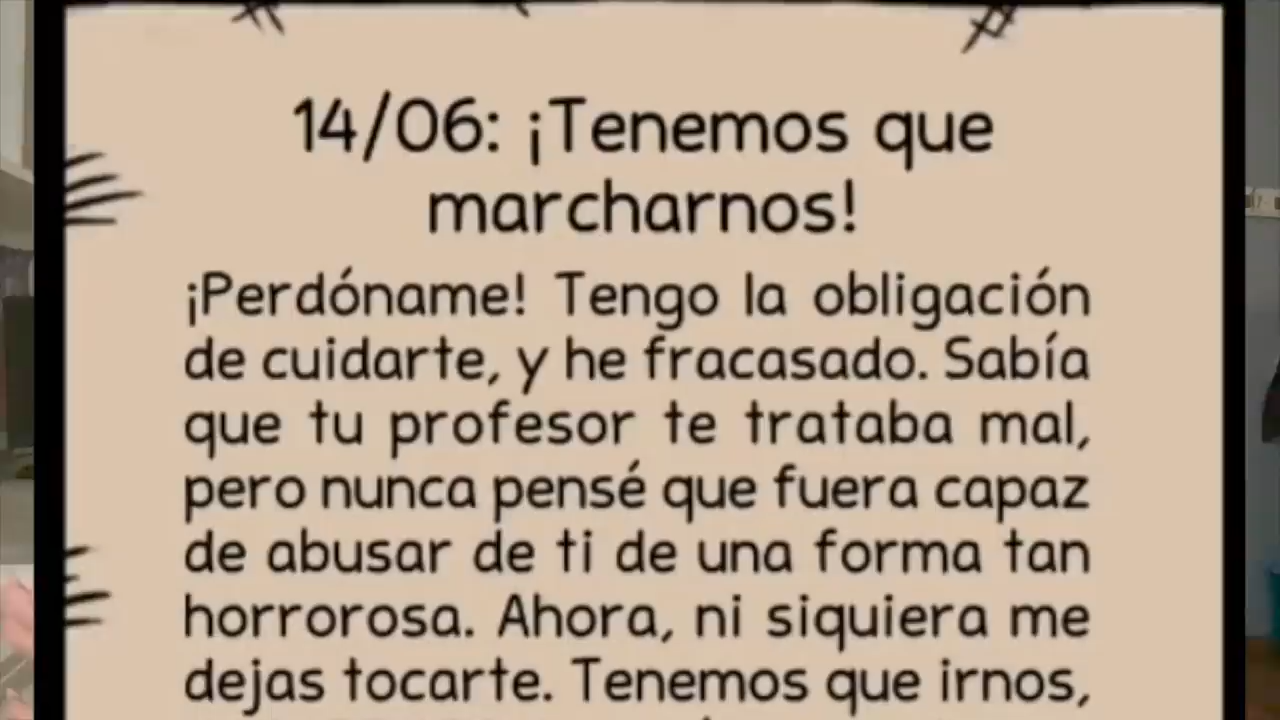 14/06: ¡Tenemos que
marcharnos!
¡Perdóname! Tengo la obligación
de cuidarte, y he fracasado. Sabía
que tu profesor te trataba mal,
pero nunca pensé que fuera capaz
de abusar de ti de una forma tan
horrorosa. Ahora, ni siquiera me
dejas tocarte. Tenemos que irnos,